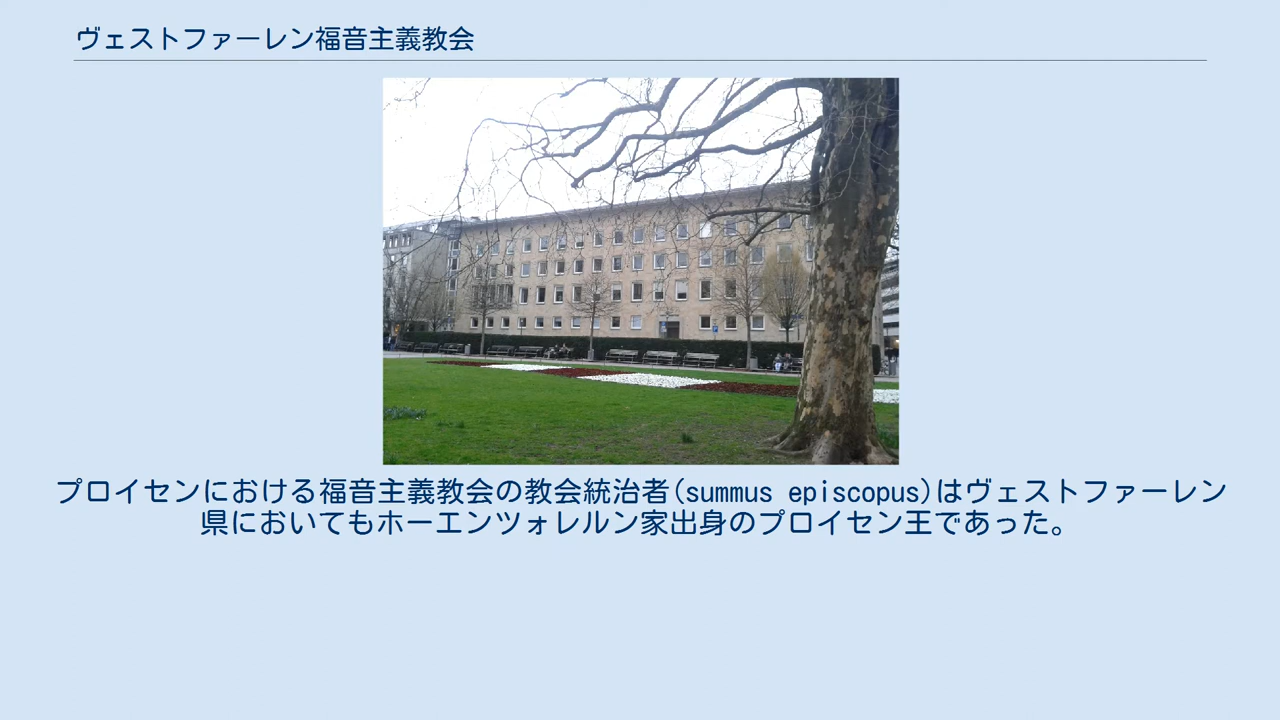 ヴェストファーレン福音主義教会
プロイセンにおける福音主義教会の教会統治者(summus episcopus)はヴェストファーレン
県においてもホーエンツォレルン家出身のプロイセン王であった。